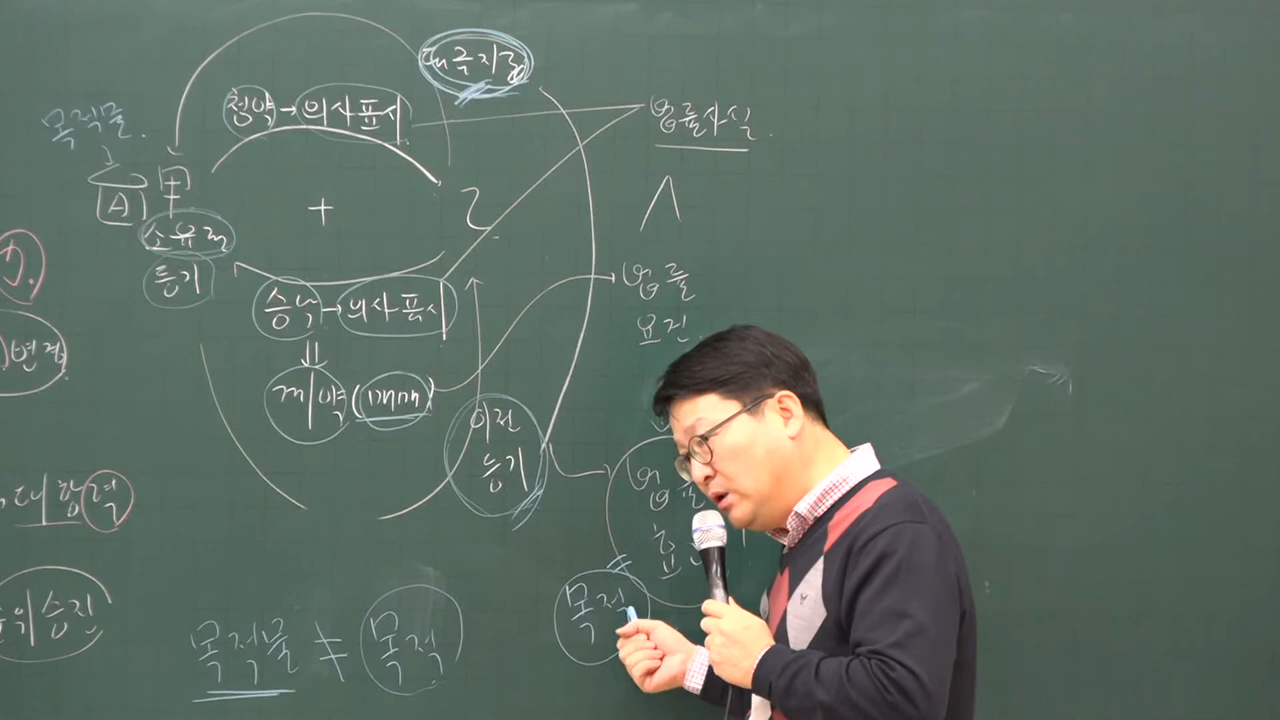 대금지급
청약→의사표시
법률사실.
목적물.
A 甲
+
乙
소유권
등기
승낙→의사표시
법률
요건
⇓
계약(매매)
이전
등기
변정
대항력
순위승진
법률
효
목적
목적물 ≠ 목적